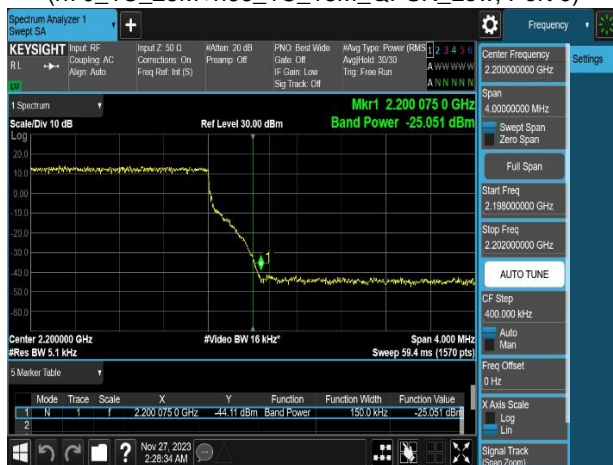 Spectrum Analyzer 1
Swept SA
+
Frequency
KEYSIGHT
RL
Input: RF
Coupling: AC
Align: Auto
Input Z: 50 Ω
Corrections: On
Freq Ref: Int (S)
#Atten: 20 dB
Preamp: Off
PNO: Best Wide
Gate: Off
IF Gain: Low
Sig Track: Off
#Avg Type: Power (RMS
Avg|Hold: 30/30
Trig: Free Run
1 2 3 4 5 6
A W W W W W
A N N N N N
Settings
Center Frequency
2.200000000 GHz
Span
4.00000000 MHz
Swept Span
Zero Span
Full Span
Start Freq
2.198000000 GHz
Stop Freq
2.202000000 GHz
AUTO TUNE
CF Step
400.000 kHz
Auto
Man
Freq Offset
0 Hz
X Axis Scale
Log
Lin
Signal Track
(Span Zoom)
1 Spectrum
Scale/Div 10 dB
Ref Level 30.00 dBm
Mkr1 2.200 075 0 GHz
Band Power -25.051 dBm
Log
20.0
10.0
0.00
-10.0
-20.0
-30.0
-40.0
-50.0
-60.0
1
Center 2.200000 GHz
#Video BW 16 kHz*
Span 4.000 MHz
#Res BW 5.1 kHz
Sweep 59.4 ms (1570 pts)
5 Marker Table
Mode Trace Scale X Y Function Function Width Function Value
1 N 1 f 2.200 075 0 GHz -44.11 dBm Band Power 150.0 kHz -25.051 dBm
2
?
Nov 27, 2023
2:28:34 AM